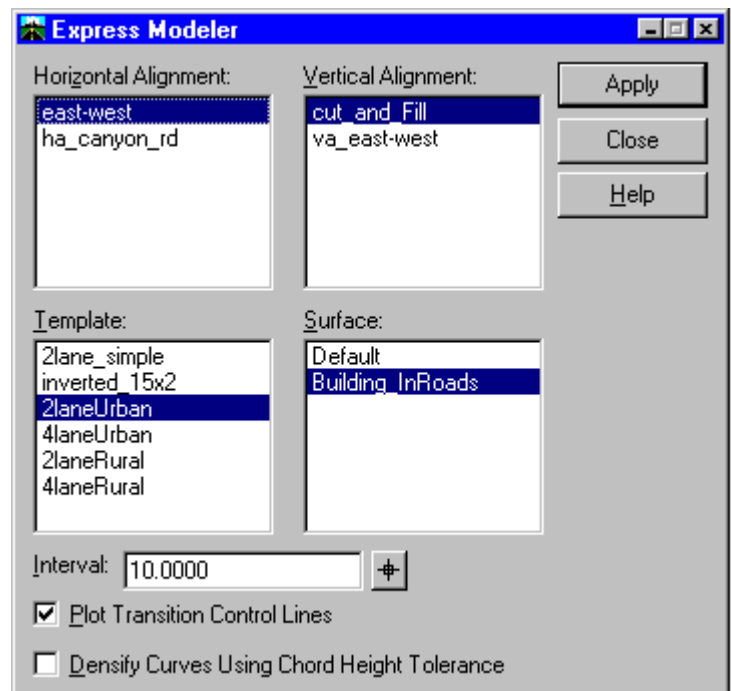 Express Modeler
Horizontal Alignment:
east-west
ha_canyon_rd
Vertical Alignment:
cut_and_Fill
va_east-west
Apply
Close
Help
Template:
2lane_simple
inverted_15x2
2laneUrban
4laneUrban
2laneRural
4laneRural
Surface:
Default
Building_InRoads
Interval: 10.0000
Plot Transition Control Lines
Densify Curves Using Chord Height Tolerance